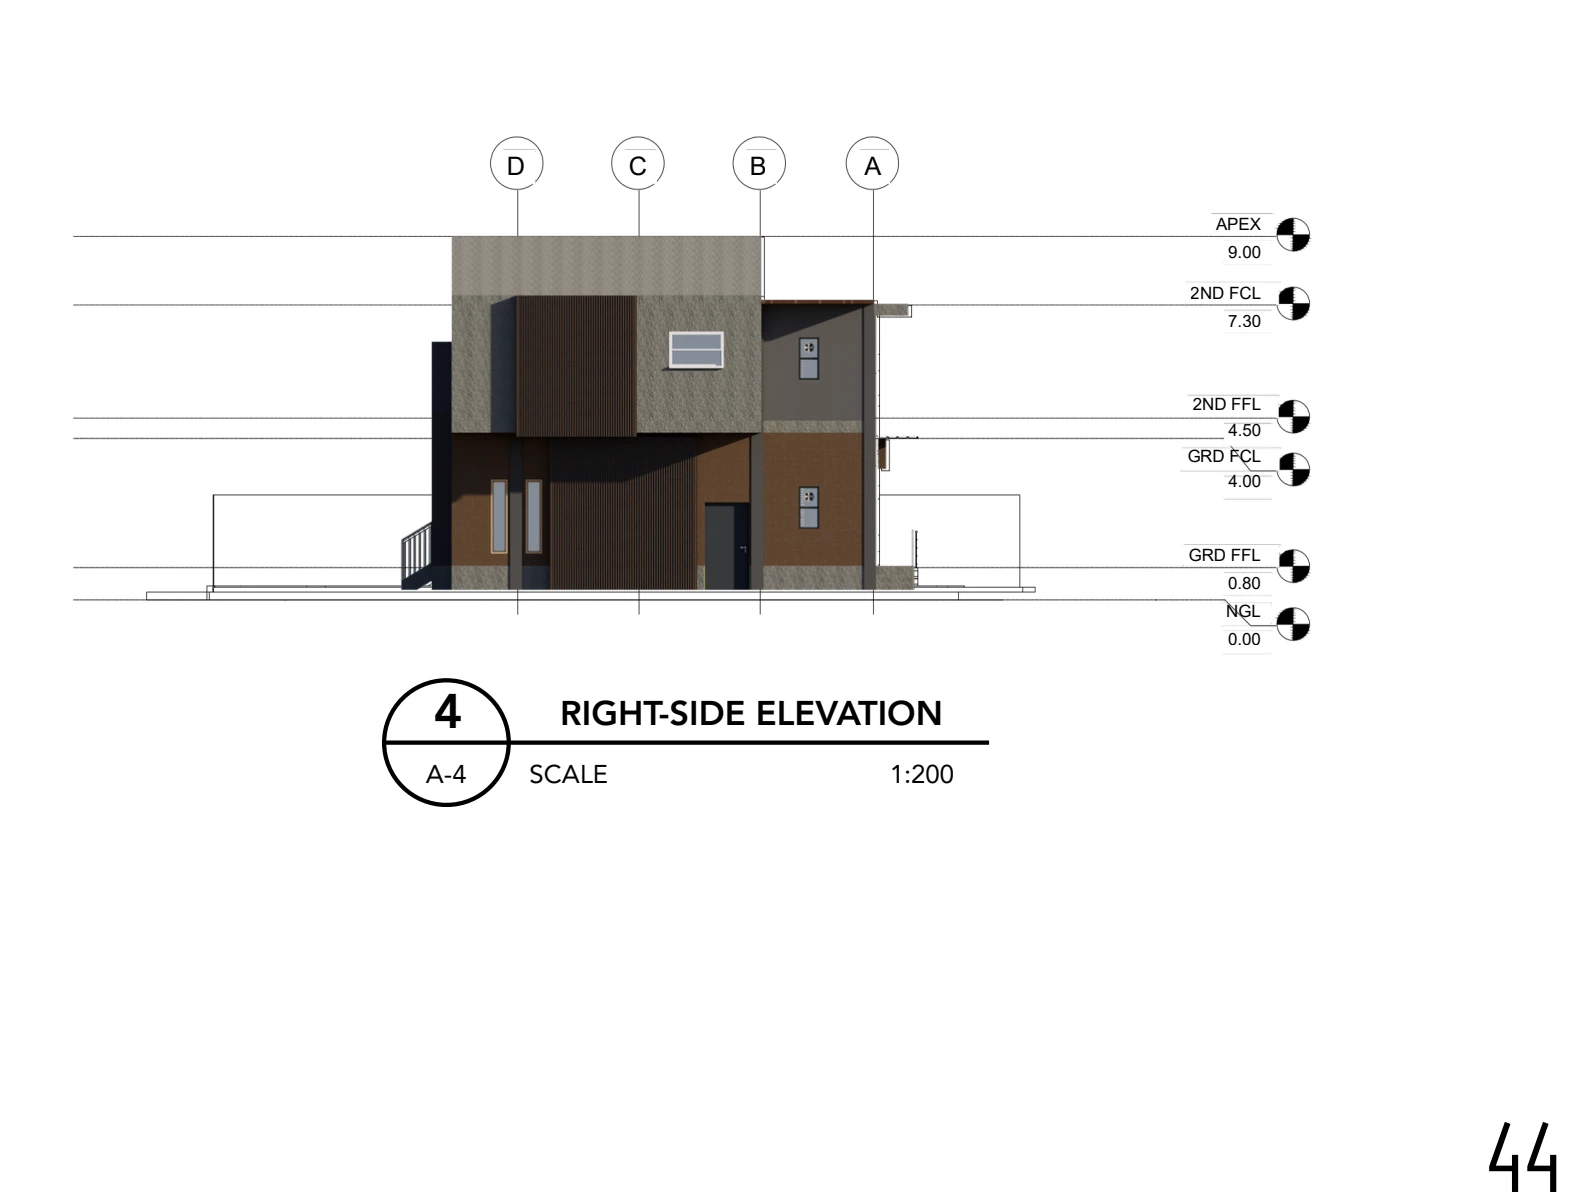 D C B A
APEX
9.00
2ND FCL
7.30
2ND FFL
4.50
GRD FCL
4.00
GRD FFL
0.80
NGL
0.00
4 RIGHT-SIDE ELEVATION
A-4 SCALE 1:200
44